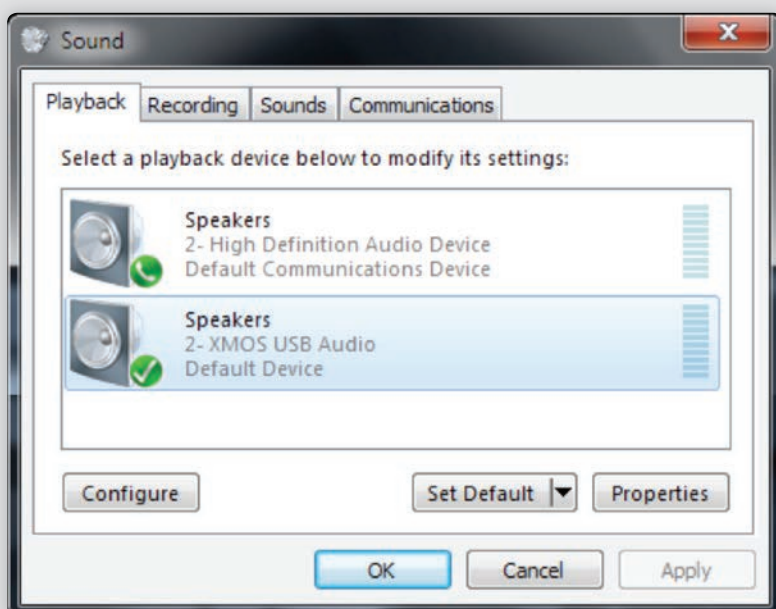 Sound
Playback Recording Sounds Communications
Select a playback device below to modify its settings:
Speakers
2- High Definition Audio Device
Default Communications Device
Speakers
2- XMOS USB Audio
Default Device
Configure Set Default Properties
OK Cancel Apply